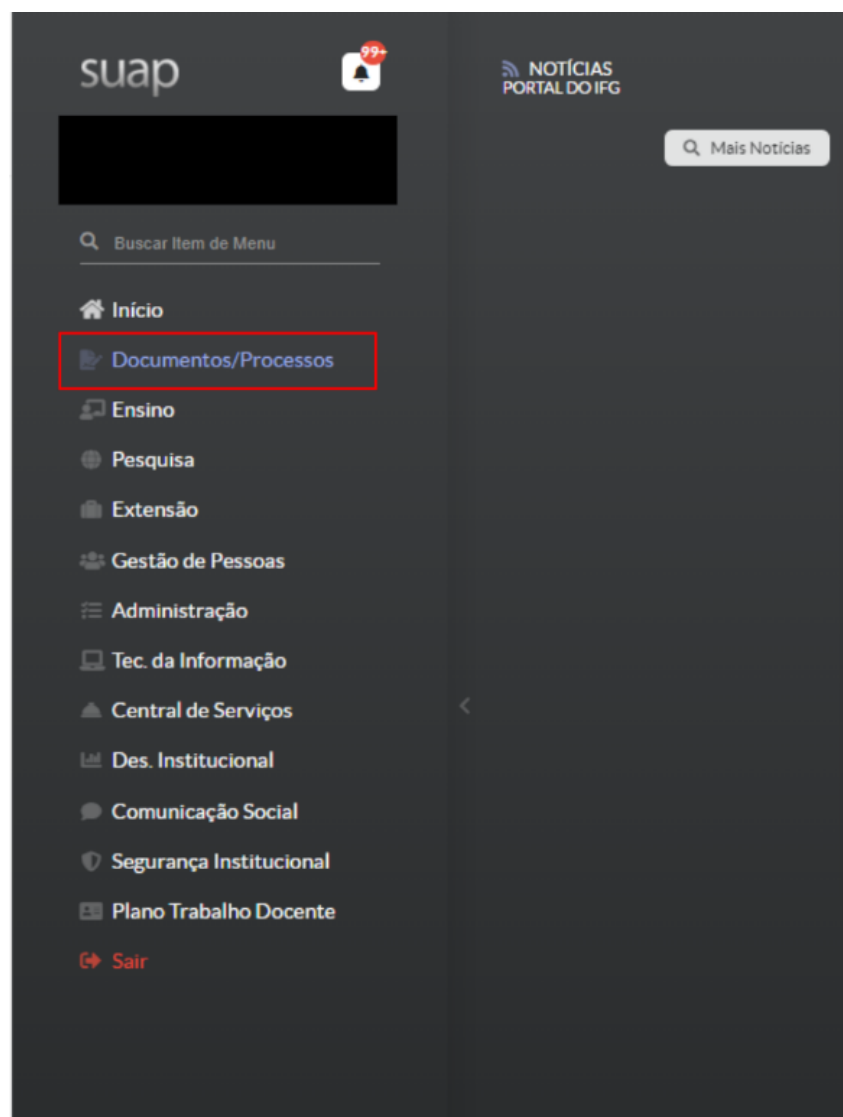 suap
99+
NOTÍCIAS
PORTAL DO IFG
Mais Notícias
Buscar Item de Menu
Início
Documentos/Processos
Ensino
Pesquisa
Extensão
Gestão de Pessoas
Administração
Tec. da Informação
Central de Serviços
Des. Institucional
Comunicação Social
Segurança Institucional
Plano Trabalho Docente
Sair